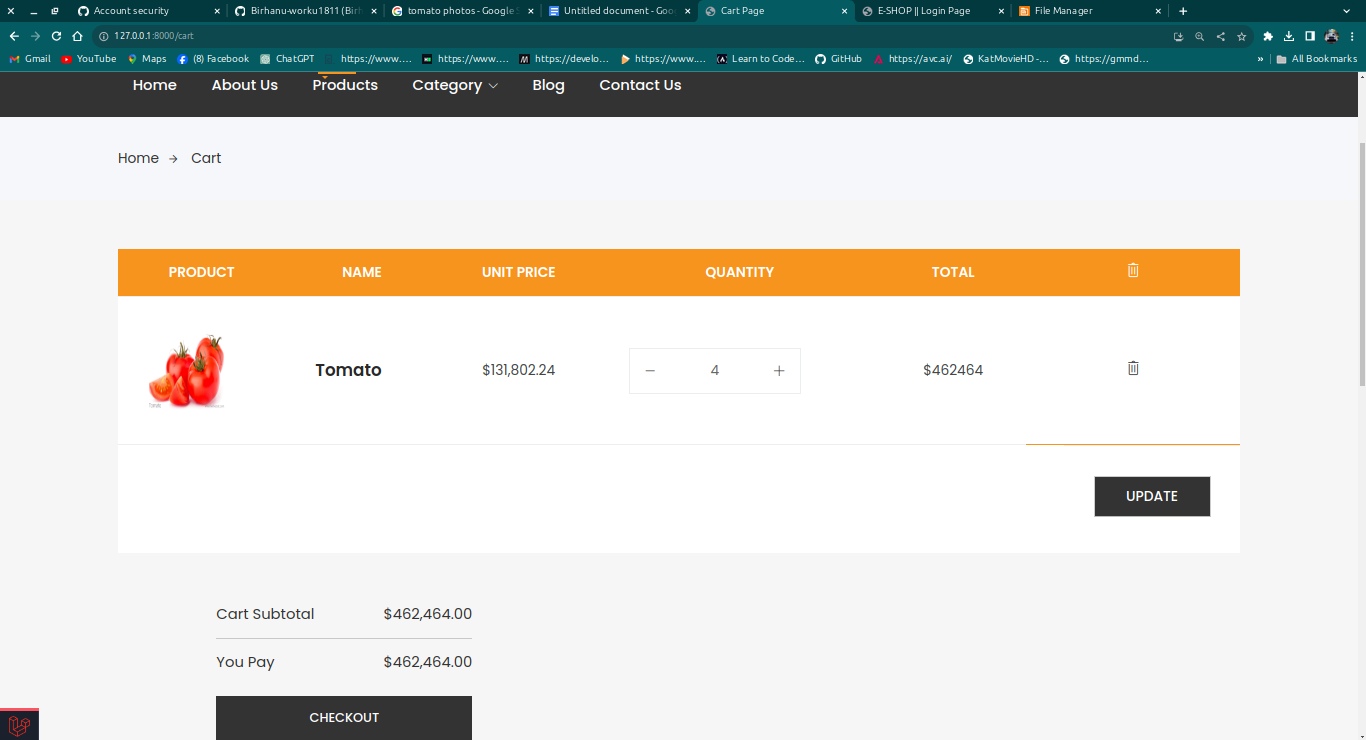 Account security
Birhanu-worku1811 (Birh
tomato photos - Google S
Untitled document - Goo
Cart Page
E-SHOP || Login Page
File Manager
127.0.0.1:8000/cart
Gmail YouTube Maps (8) Facebook ChatGPT https://www.… https://www.… https://develo… https://www.… Learn to Code… GitHub https://avc.ai/ KatMovieHD -… https://gmmd… » All Bookmarks
Home About Us Products Category Blog Contact Us
Home → Cart
PRODUCT NAME UNIT PRICE QUANTITY TOTAL
Tomato $131,802.24 − 4 + $462464
UPDATE
Cart Subtotal $462,464.00
You Pay $462,464.00
CHECKOUT